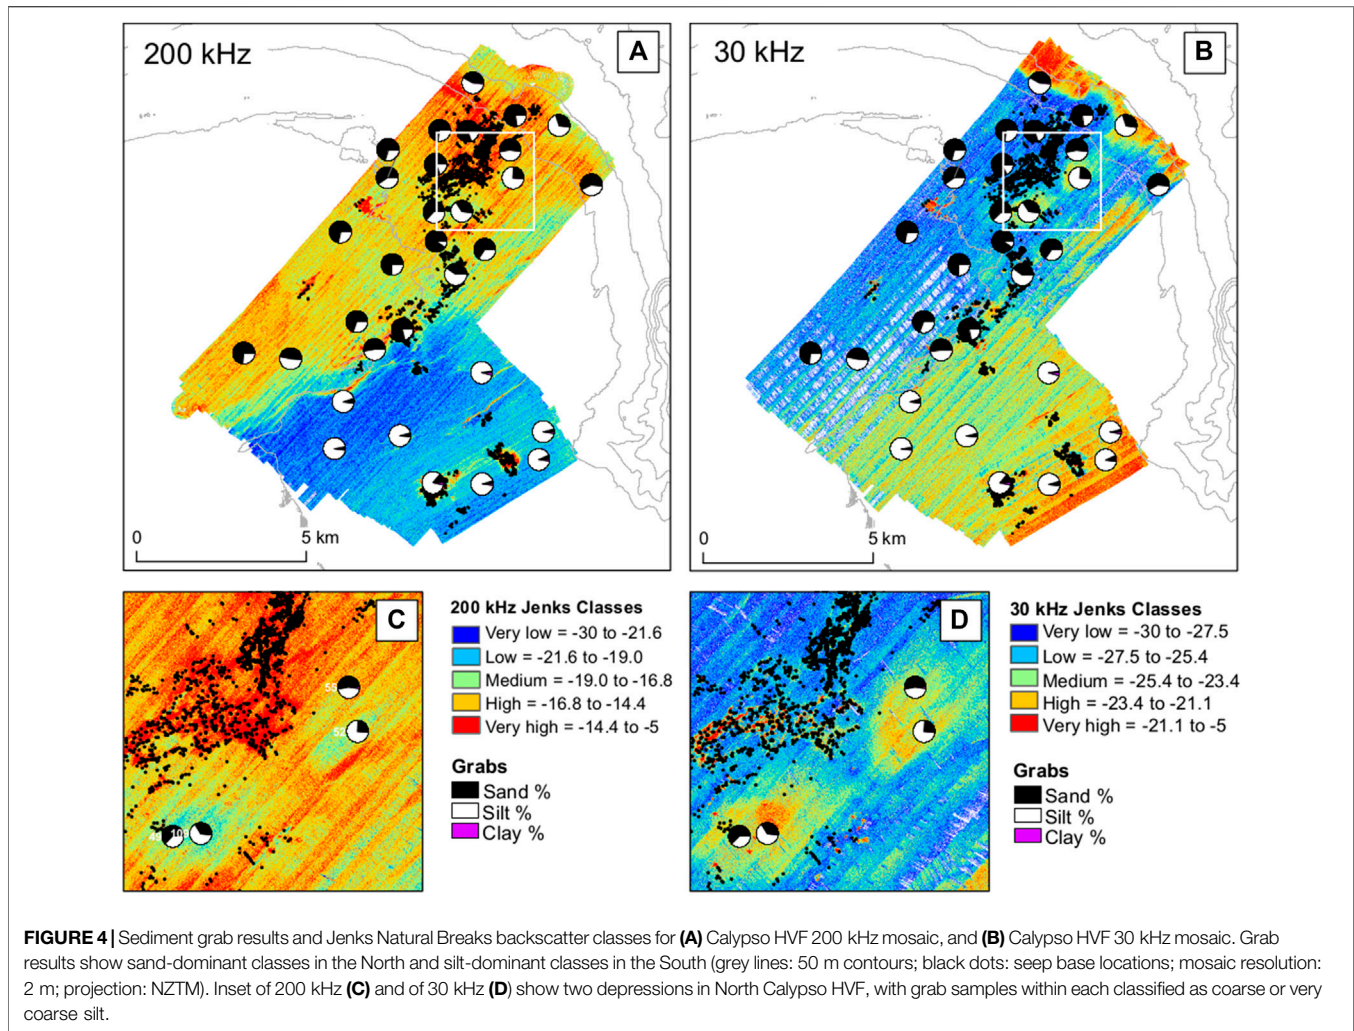 200 kHz
A
0
5 km
30 kHz
B
0
5 km
C
53
52
109
200 kHz Jenks Classes
Very low = -30 to -21.6
Low = -21.6 to -19.0
Medium = -19.0 to -16.8
High = -16.8 to -14.4
Very high = -14.4 to -5
Grabs
Sand %
Silt %
Clay %
D
30 kHz Jenks Classes
Very low = -30 to -27.5
Low = -27.5 to -25.4
Medium = -25.4 to -23.4
High = -23.4 to -21.1
Very high = -21.1 to -5
Grabs
Sand %
Silt %
Clay %
FIGURE 4 | Sediment grab results and Jenks Natural Breaks backscatter classes for (A) Calypso HVF 200 kHz mosaic, and (B) Calypso HVF 30 kHz mosaic. Grab
results show sand-dominant classes in the North and silt-dominant classes in the South (grey lines: 50 m contours; black dots: seep base locations; mosaic resolution:
2 m; projection: NZTM). Inset of 200 kHz (C) and of 30 kHz (D) show two depressions in North Calypso HVF, with grab samples within each classified as coarse or very
coarse silt.